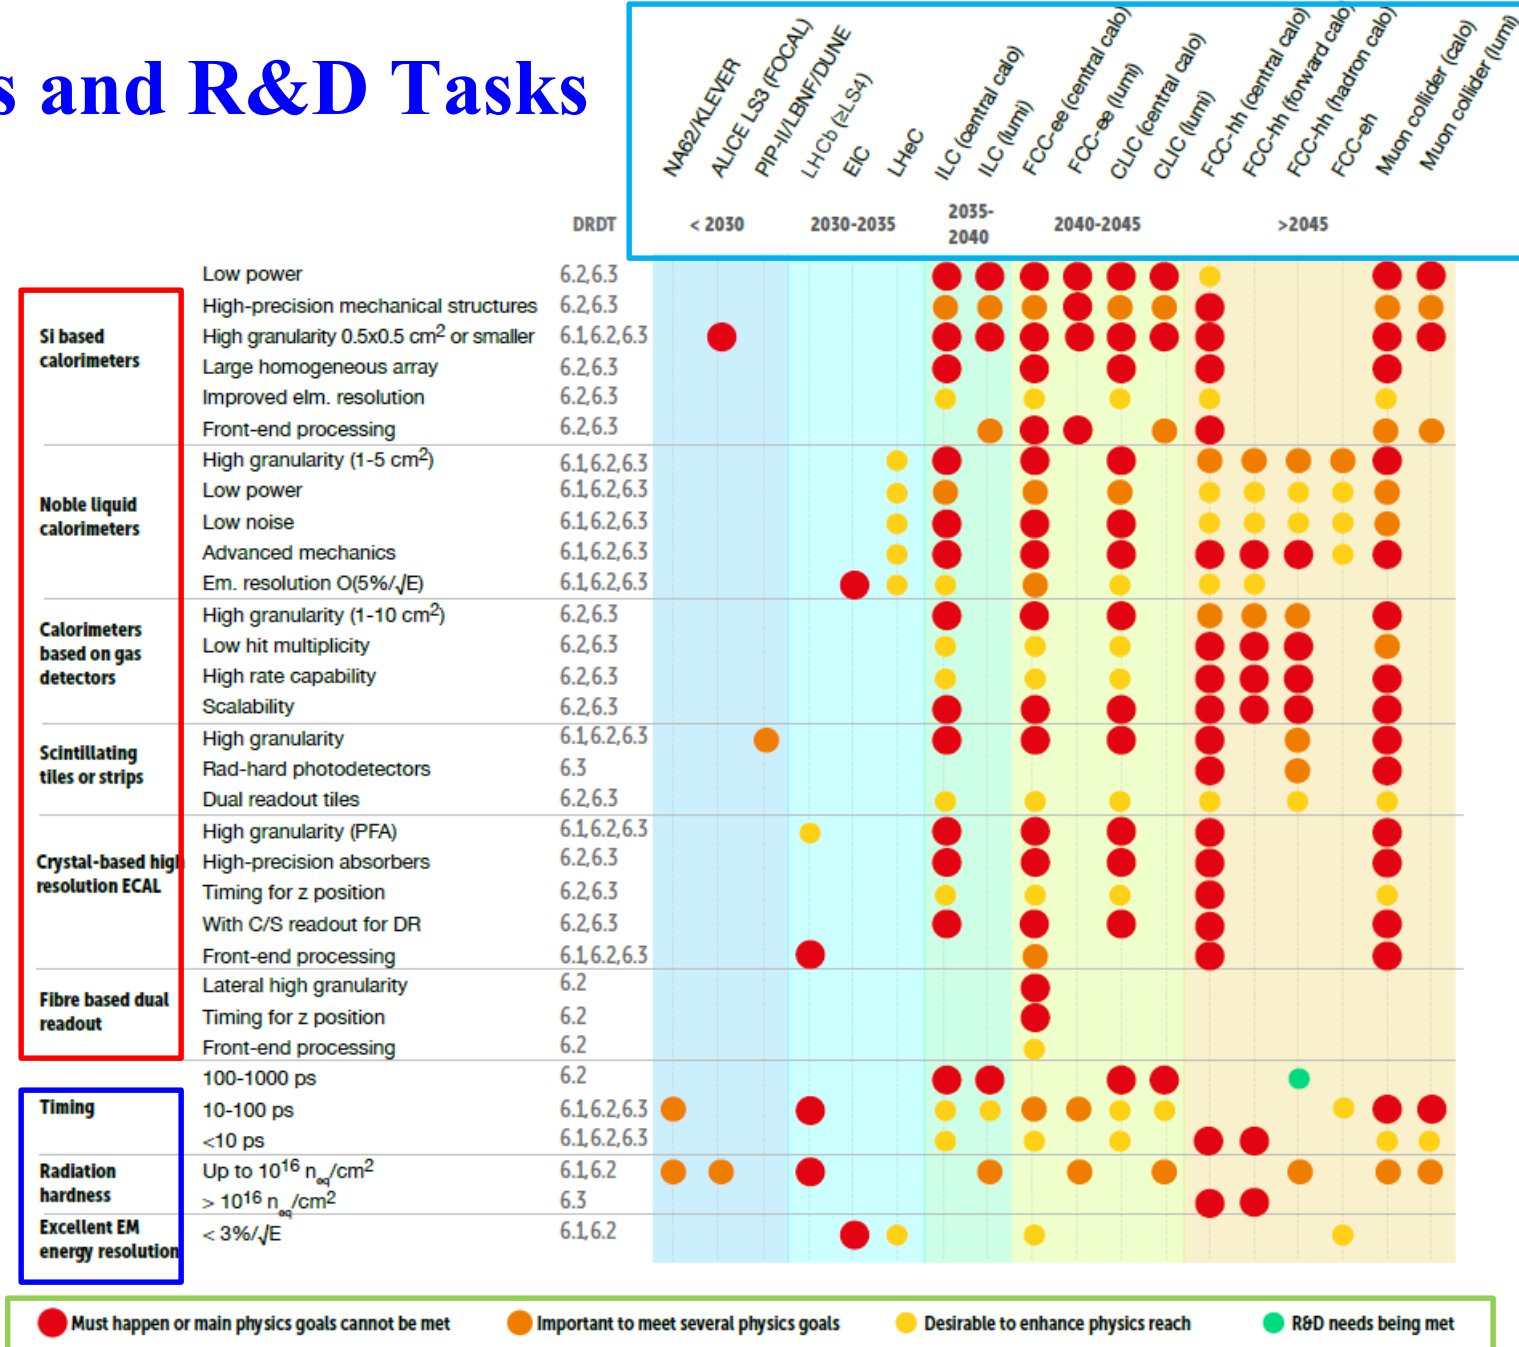 s and R&D Tasks
NA62/KLEVER
ALICE LS3 (FOCAL)
PIP-II/LBNF/DUNE
LHCb (≥LS4)
EIC
LHeC
ILC (central calo)
ILC (lumi)
FCC-ee (central calo)
FCC-ee (lumi)
CLIC (central calo)
CLIC (lumi)
FCC-hh (central calo)
FCC-hh (forward calo)
FCC-hh (hadron calo)
FCC-eh
Muon collider (calo)
Muon collider (lumi)
DRDT < 2030 2030-2035 2035-2040 2040-2045 >2045
Low power 6.2,6.3
High-precision mechanical structures 6.2,6.3
Si based calorimeters
High granularity 0.5x0.5 cm² or smaller 6.1,6.2,6.3
Large homogeneous array 6.2,6.3
Improved elm. resolution 6.2,6.3
Front-end processing 6.2,6.3
High granularity (1-5 cm²) 6.1,6.2,6.3
Low power 6.1,6.2,6.3
Noble liquid calorimeters
Low noise 6.1,6.2,6.3
Advanced mechanics 6.1,6.2,6.3
Em. resolution O(5%/√E) 6.1,6.2,6.3
High granularity (1-10 cm²) 6.2,6.3
Calorimeters based on gas detectors
Low hit multiplicity 6.2,6.3
High rate capability 6.2,6.3
Scalability 6.2,6.3
High granularity 6.1,6.2,6.3
Scintillating tiles or strips
Rad-hard photodetectors 6.3
Dual readout tiles 6.2,6.3
High granularity (PFA) 6.1,6.2,6.3
Crystal-based high resolution ECAL
High-precision absorbers 6.2,6.3
Timing for z position 6.2,6.3
With C/S readout for DR 6.2,6.3
Front-end processing 6.1,6.2,6.3
Lateral high granularity 6.2
Fibre based dual readout
Timing for z position 6.2
Front-end processing 6.2
100-1000 ps 6.2
Timing
10-100 ps 6.1,6.2,6.3
<10 ps 6.1,6.2,6.3
Radiation hardness
Up to 10¹⁶ n eq/cm² 6.1,6.2
> 10¹⁶ n eq/cm² 6.3
Excellent EM energy resolution
< 3%/√E 6.1,6.2
Must happen or main physics goals cannot be met
Important to meet several physics goals
Desirable to enhance physics reach
R&D needs being met